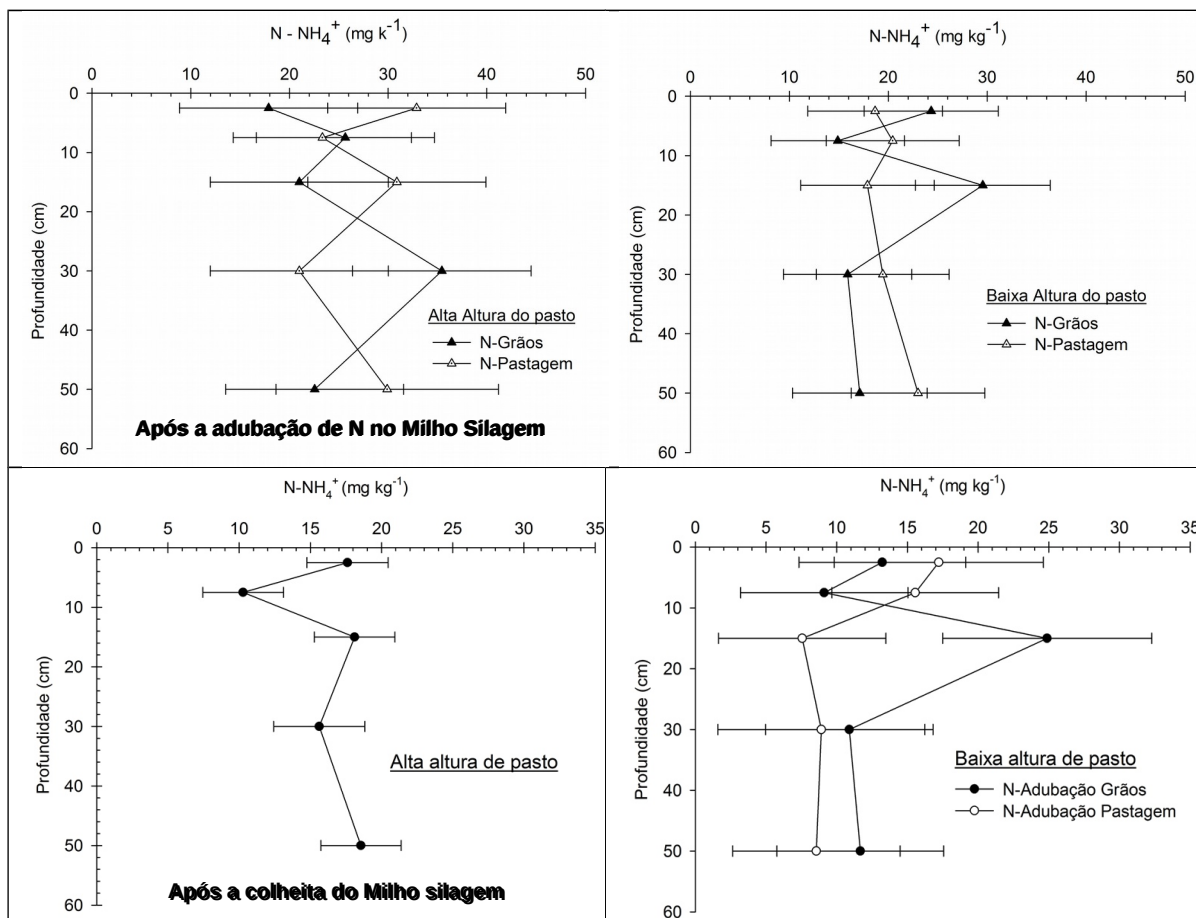 N - NH4+ (mg k-1)
0 10 20 30 40 50
0
10
20
30
40
50
60
Profundidade (cm)
Alta Altura do pasto
N-Grãos
N-Pastagem
Após a adubação de N no Milho Silagem
N-NH4+ (mg kg-1)
0 10 20 30 40 50
0
10
20
30
40
50
60
Profundidade (cm)
Baixa Altura do pasto
N-Grãos
N-Pastagem
N-NH4+ (mg kg-1)
0 5 10 15 20 25 30 35
0
10
20
30
40
50
60
Profundidade (cm)
Alta altura de pasto
Após a colheita do Milho silagem
N-NH4+ (mg kg-1)
0 5 10 15 20 25 30 35
0
10
20
30
40
50
60
Profundidade (cm)
Baixa altura de pasto
N-Adubação Grãos
N-Adubação Pastagem